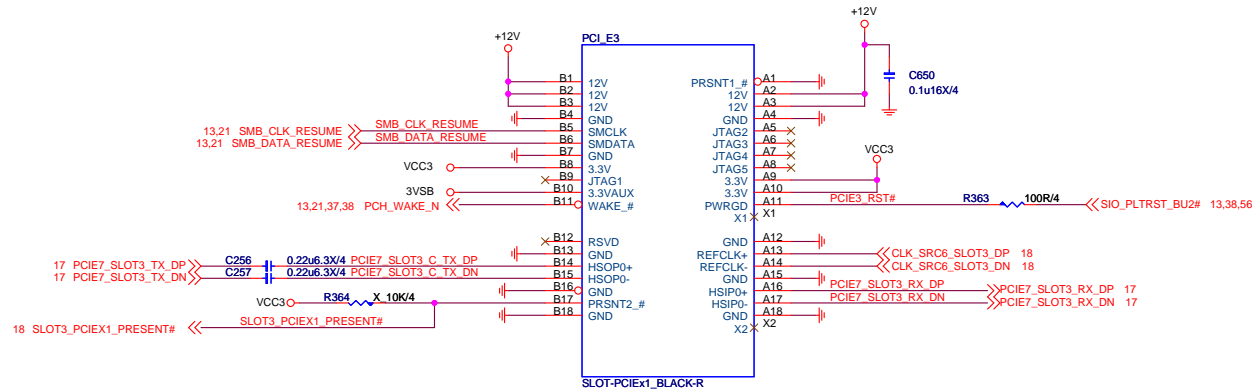 +12V
PCI_E3
+12V
C650
0.1u16X/4
B1 12V PRSNT1_# A1
B2 12V 12V A2
B3 12V 12V A3
B4 GND GND A4
13,21 SMB_CLK_RESUME SMB_CLK_RESUME B5 SMCLK JTAG2 A5
13,21 SMB_DATA_RESUME SMB_DATA_RESUME B6 SMDATA JTAG3 A6
B7 GND JTAG4 A7
VCC3 B8 3.3V JTAG5 A8
VCC3
B9 JTAG1 3.3V A9
3VSB B10 3.3VAUX 3.3V A10
13,21,37,38 PCH_WAKE_N B11 WAKE_# PWRGD A11 PCIE3_RST# R363 100R/4 SIO_PLTRST_BU2# 13,38,56
X1 X1
B12 RSVD GND A12
B13 GND REFCLK+ A13 CLK_SRC6_SLOT3_DP 18
17 PCIE7_SLOT3_TX_DP C256 0.22u6.3X/4 PCIE7_SLOT3_C_TX_DP B14 HSOP0+ REFCLK- A14 CLK_SRC6_SLOT3_DN 18
17 PCIE7_SLOT3_TX_DN C257 0.22u6.3X/4 PCIE7_SLOT3_C_TX_DN B15 HSOP0- GND A15
B16 GND HSIP0+ A16 PCIE7_SLOT3_RX_DP PCIE7_SLOT3_RX_DP 17
VCC3 R364 X_10K/4 B17 PRSNT2_# HSIP0- A17 PCIE7_SLOT3_RX_DN PCIE7_SLOT3_RX_DN 17
B18 GND GND A18
18 SLOT3_PCIEX1_PRESENT# SLOT3_PCIEX1_PRESENT# X2 X2
SLOT-PCIEx1_BLACK-R